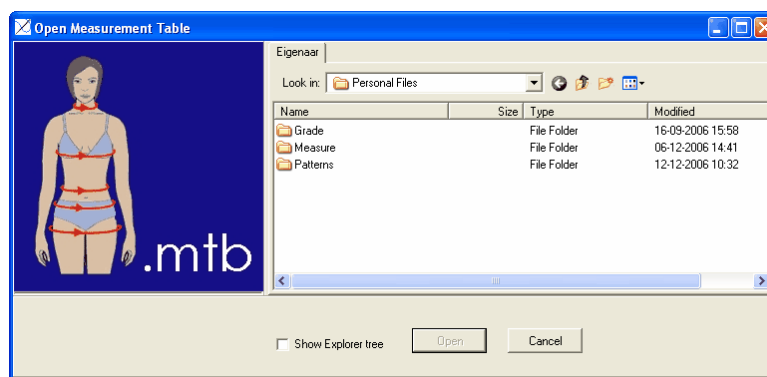 Open Measurement Table
Eigenaar
Look in: Personal Files
Name Size Type Modified
Grade File Folder 16-09-2006 15:58
Measure File Folder 06-12-2006 14:41
Patterns File Folder 12-12-2006 10:32
.mtb
Show Explorer tree Open Cancel